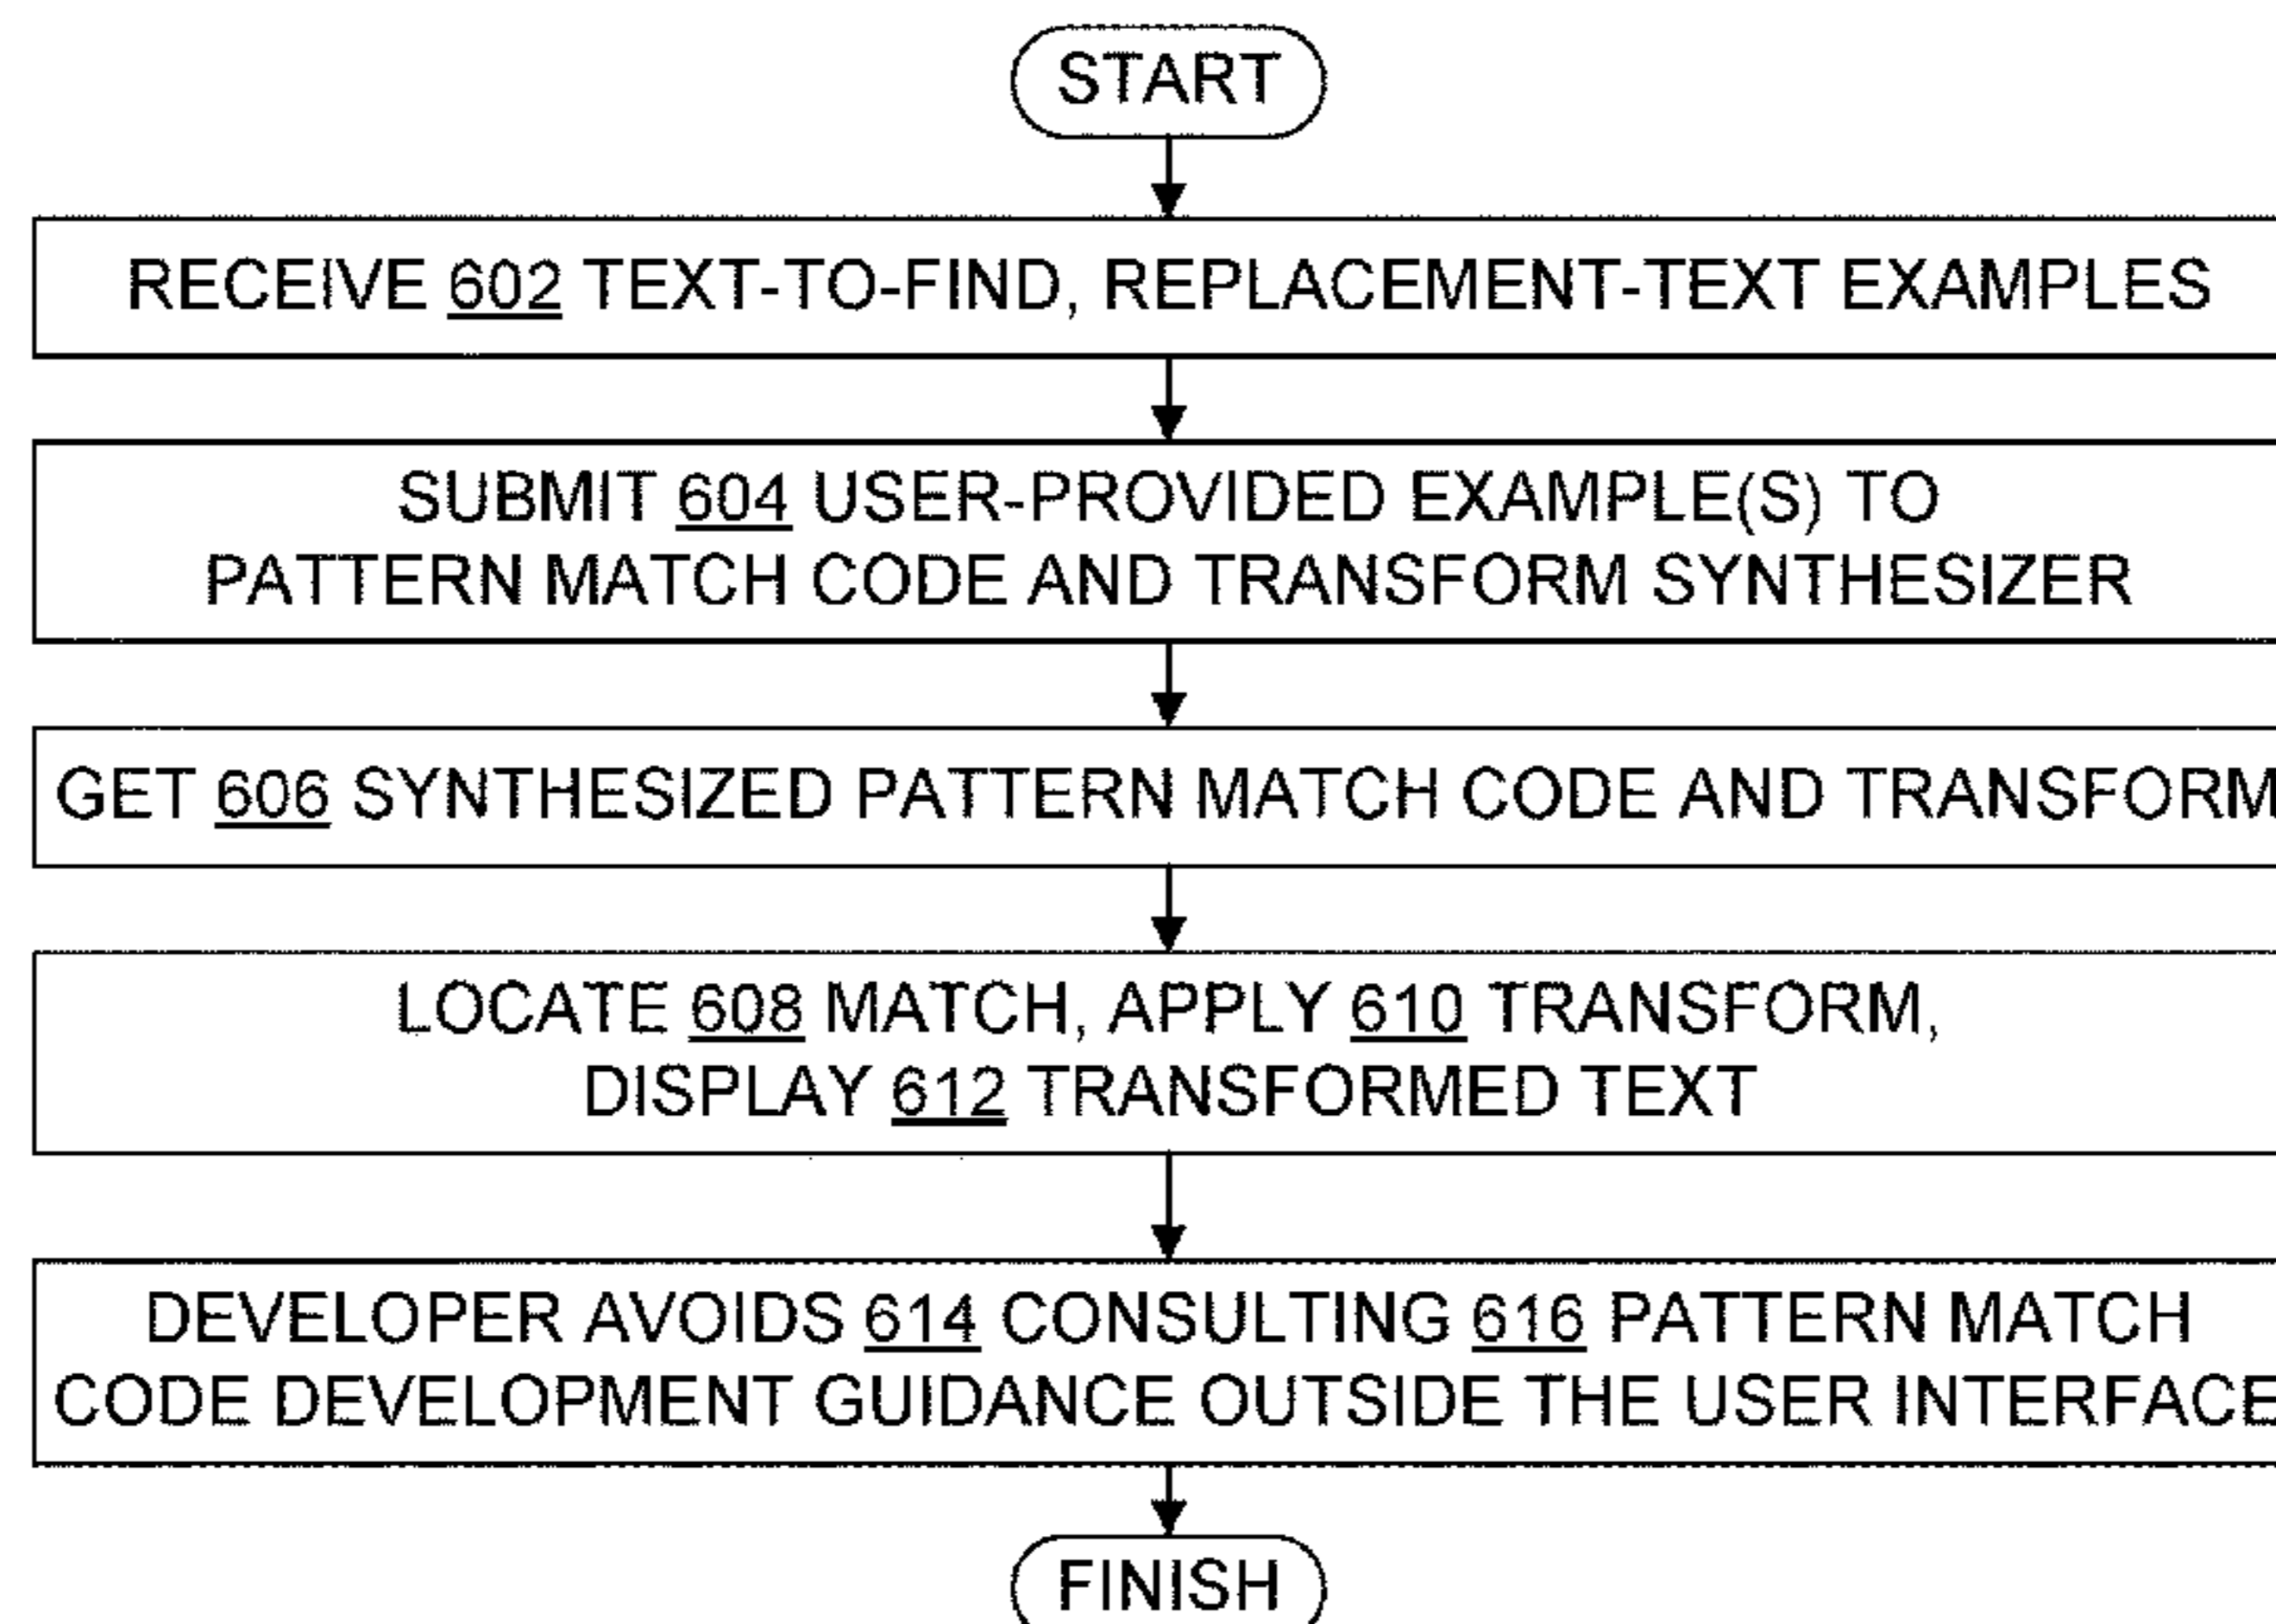 START
RECEIVE 602 TEXT-TO-FIND, REPLACEMENT-TEXT EXAMPLES
SUBMIT 604 USER-PROVIDED EXAMPLE(S) TO
PATTERN MATCH CODE AND TRANSFORM SYNTHESIZER
GET 606 SYNTHESIZED PATTERN MATCH CODE AND TRANSFORM
LOCATE 608 MATCH, APPLY 610 TRANSFORM,
DISPLAY 612 TRANSFORMED TEXT
DEVELOPER AVOIDS 614 CONSULTING 616 PATTERN MATCH
CODE DEVELOPMENT GUIDANCE OUTSIDE THE USER INTERFACE
FINISH